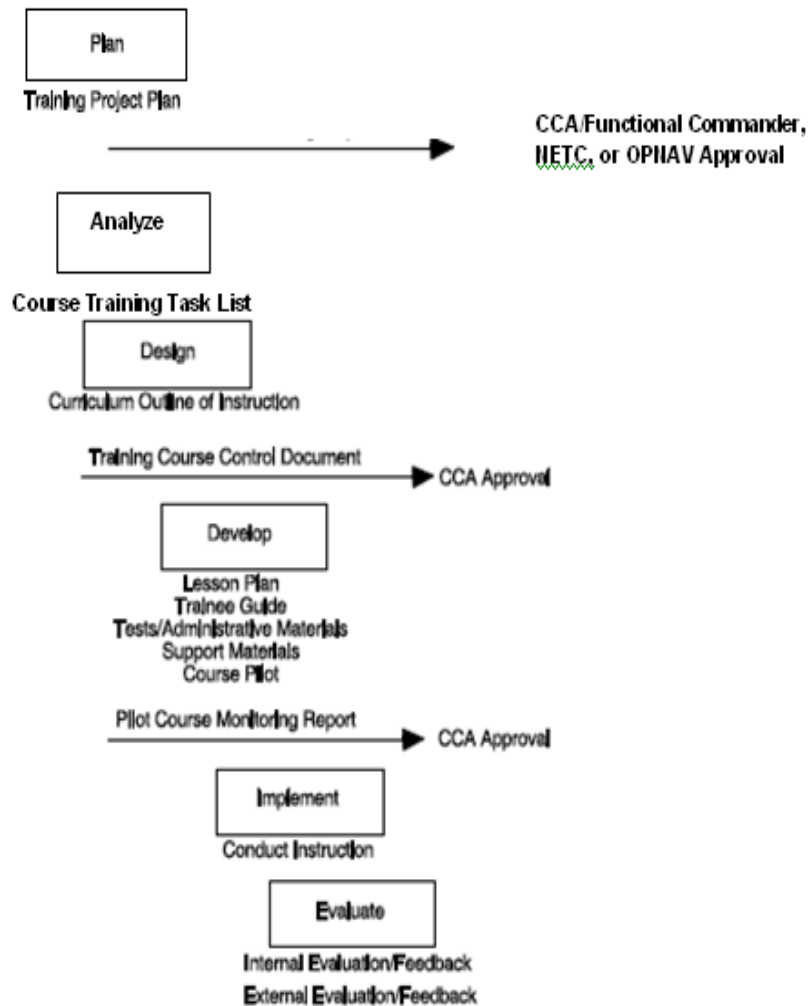 Plan
Training Project Plan
CCA/Functional Commander,
NETC, or OPNAV Approval
Analyze
Course Training Task List
Design
Curriculum Outline of Instruction
Training Course Control Document
CCA Approval
Develop
Lesson Plan
Trainee Guide
Tests/Administrative Materials
Support Materials
Course Pilot
Pilot Course Monitoring Report
CCA Approval
Implement
Conduct Instruction
Evaluate
Internal Evaluation/Feedback
External Evaluation/Feedback